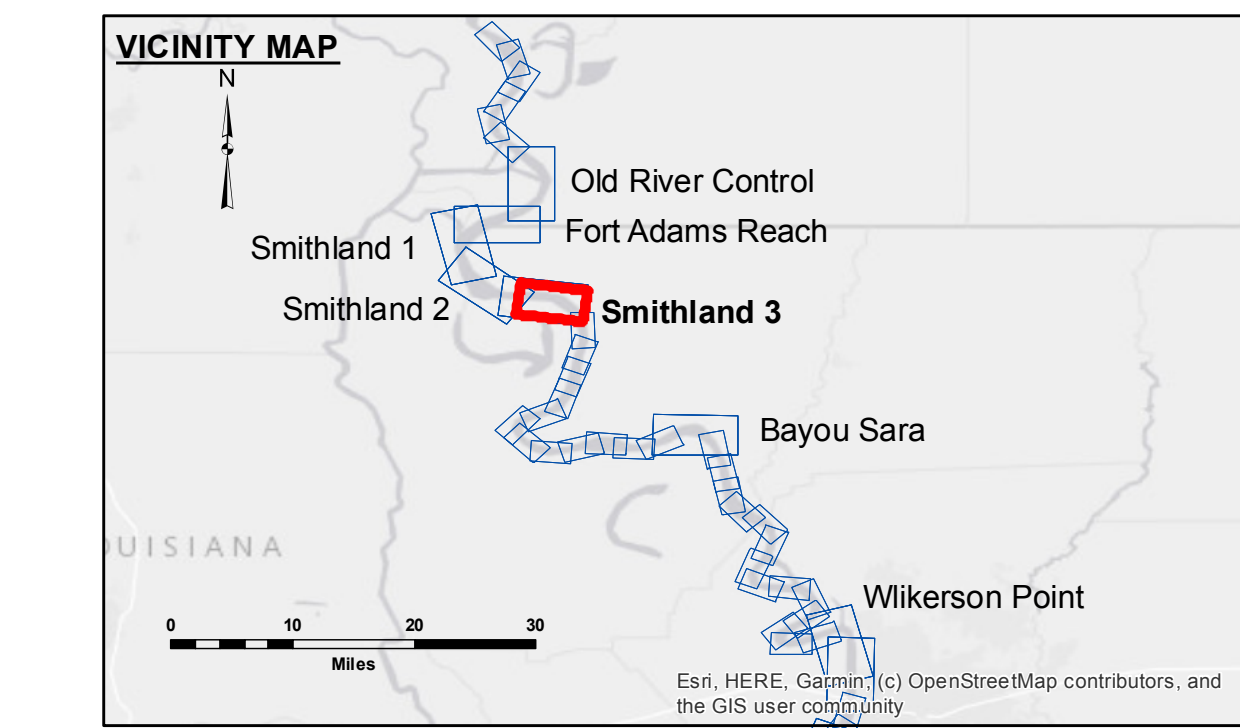 VICINITY MAP
N
Old River Control
Fort Adams Reach
Smithland 1
Smithland 2
Smithland 3
Bayou Sara
OUISIANA
Wlikerson Point
0 10 20 30
Miles
Esri, HERE, Garmin, (c) OpenStreetMap contributors, and
the GIS user community